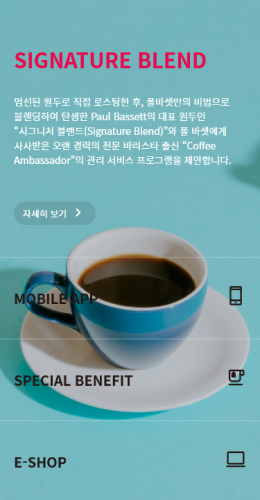 SIGNATURE BLEND
엄선된 원두로 직접 로스팅한 후, 폴바셋만의 비법으로
블렌딩하여 탄생한 Paul Bassett의 대표 원두인
“시그니처 블랜드(Signature Blend)”와 폴 바셋에게
사사받은 오랜 경력의 전문 바리스타 출신 “Coffee
Ambassador”의 관리 서비스 프로그램을 제안합니다.
자세히 보기
MOBILE APP
SPECIAL BENEFIT
E-SHOP